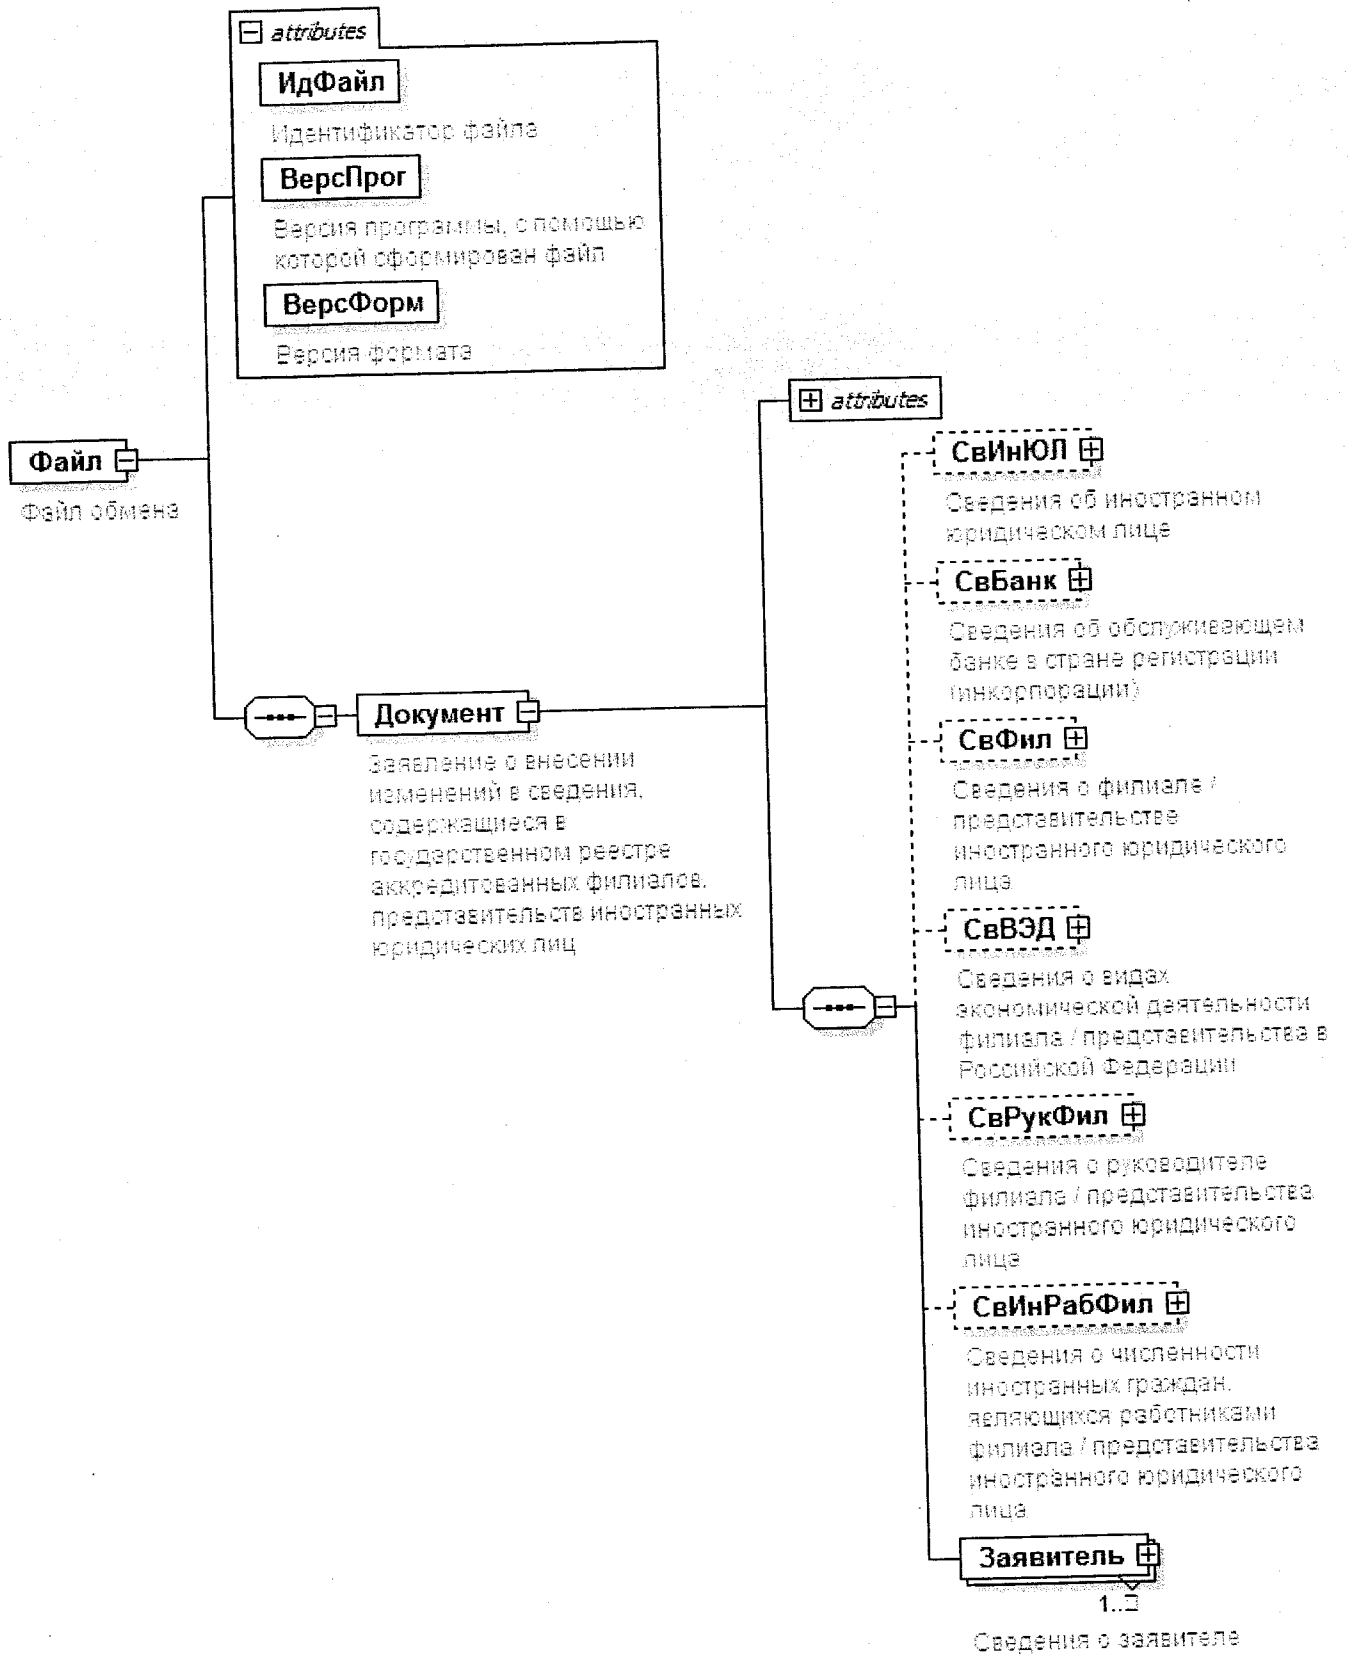 attributes
ИдФайл
Идентификатор файла
ВерсПрог
Версия программы, с помощью
которой сформирован файл
ВерсФорм
Версия формата
Файл
Файл обмена
Документ
Заявление о внесении
изменений в сведения,
содержащиеся в
государственном реестре
аккредитованных филиалов,
представительств иностранных
юридических лиц
attributes
СвИнЮЛ
Сведения об иностранном
юридическом лице
СвБанк
Сведения об обслуживающем
банке в стране регистрации
(инкорпорации)
СвФил
Сведения о филиале /
представительстве
иностранного юридического
лица
СвВЭД
Сведения о видах
экономической деятельности
филиала / представительства в
Российской Федерации
СвРукФил
Сведения о руководителе
филиала / представительства
иностранного юридического
лица
СвИнРабФил
Сведения о численности
иностранных граждан,
являющихся работниками
филиала / представительства
иностранного юридического
лица
Заявитель
1..
Сведения о заявителе